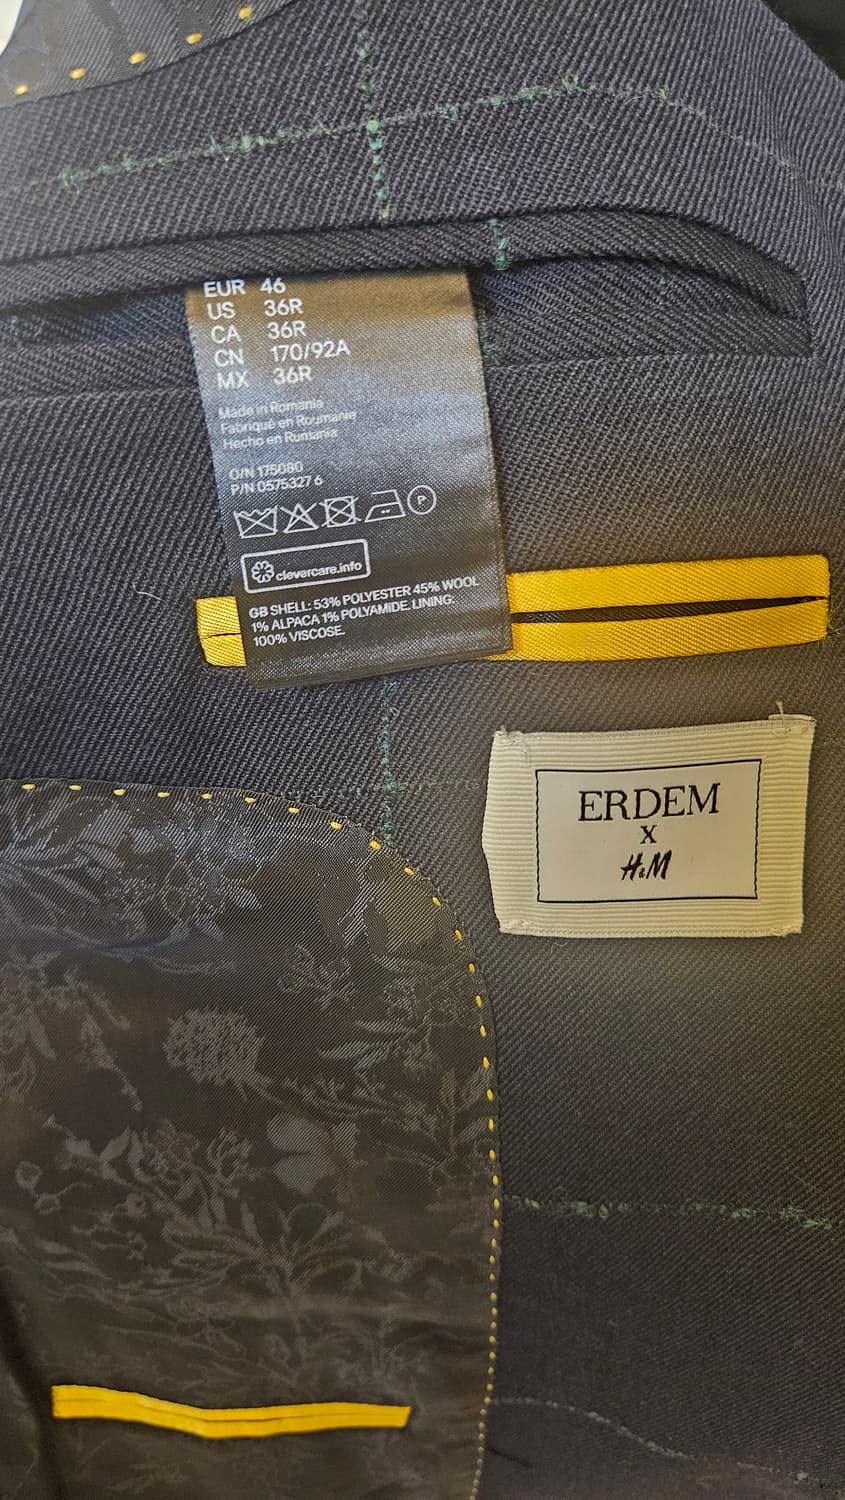 EUR 46
US 36R
CA 36R
CN 170/92A
MX 36R
Made in Romania
Fabriqué en Roumanie
Hecho en Rumania
O/N 175080
P/N 0575327 6
P
clevercare.info
GB SHELL: 53% POLYESTER 45% WOOL
1% ALPACA 1% POLYAMIDE. LINING:
100% VISCOSE.
ERDEM
X
H&M